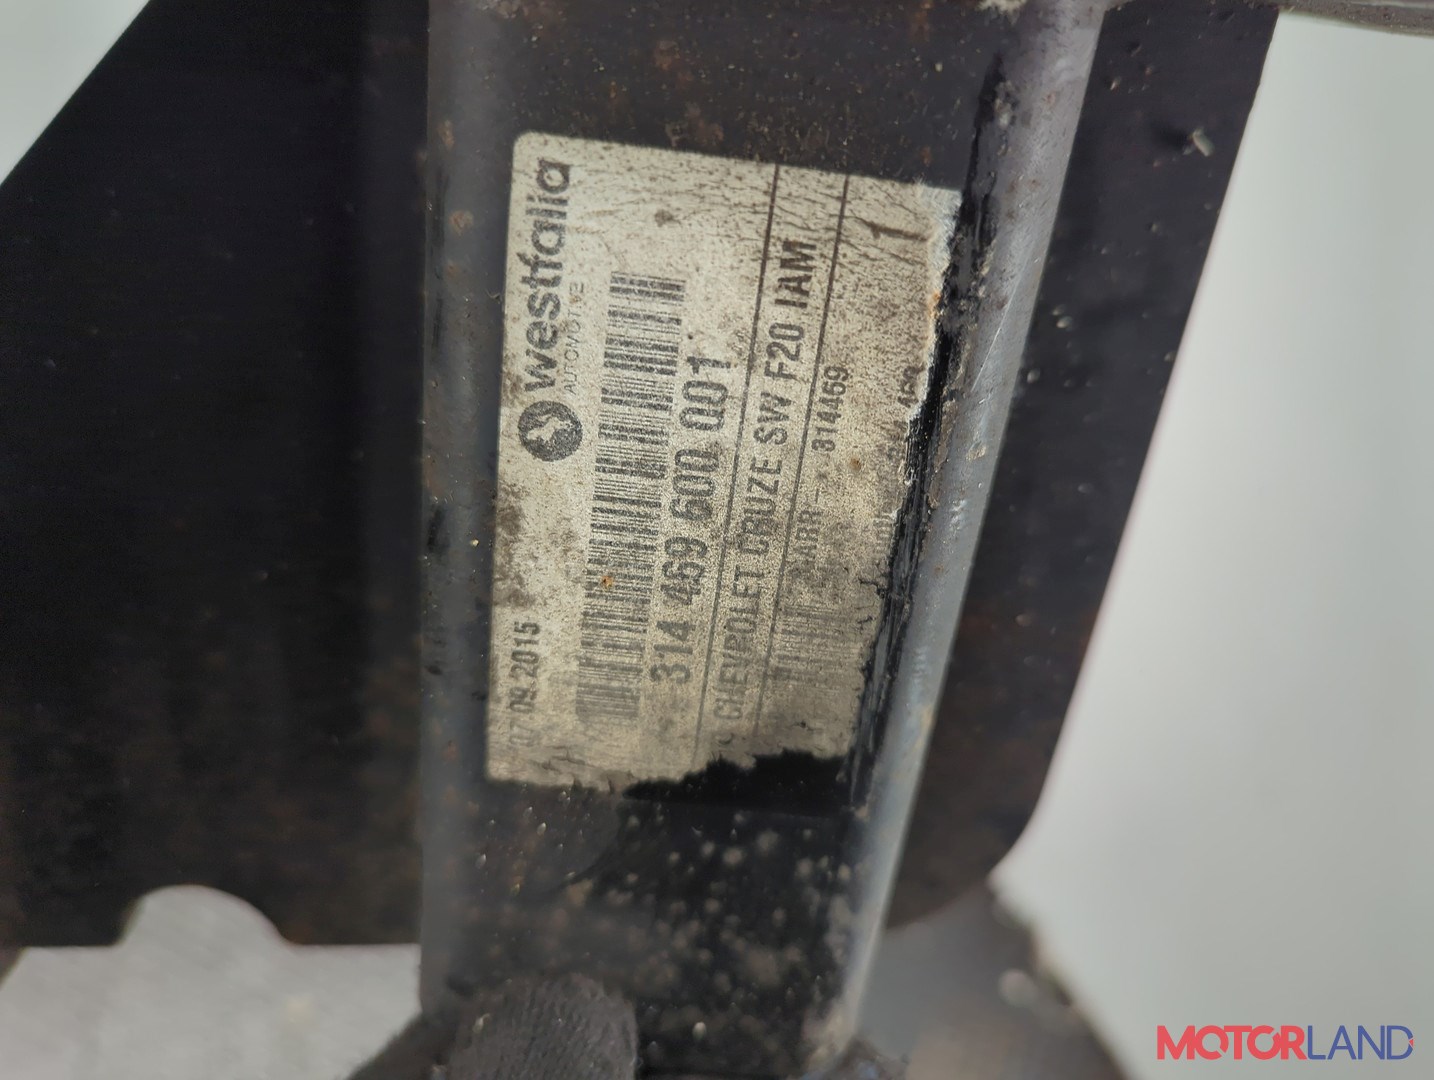 westfalia
AUTOMOTIVE
07.09.2015
314 469 600 001
CHEVROLET CRUZE SW F20 IAM
314469
1
MOTORLAND